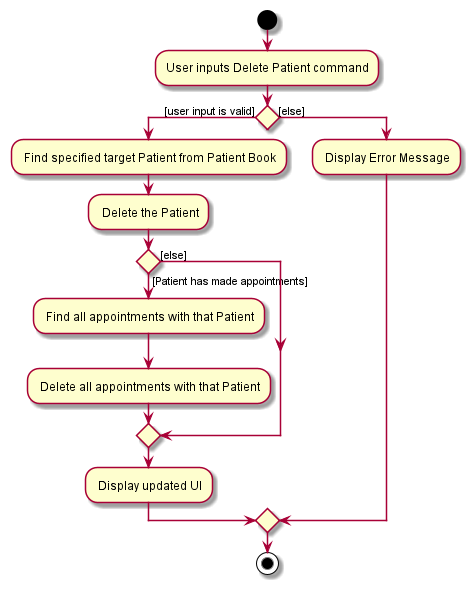 User inputs Delete Patient command
[user input is valid]
[else]
Find specified target Patient from Patient Book
Display Error Message
Delete the Patient
[else]
[Patient has made appointments]
Find all appointments with that Patient
Delete all appointments with that Patient
Display updated UI